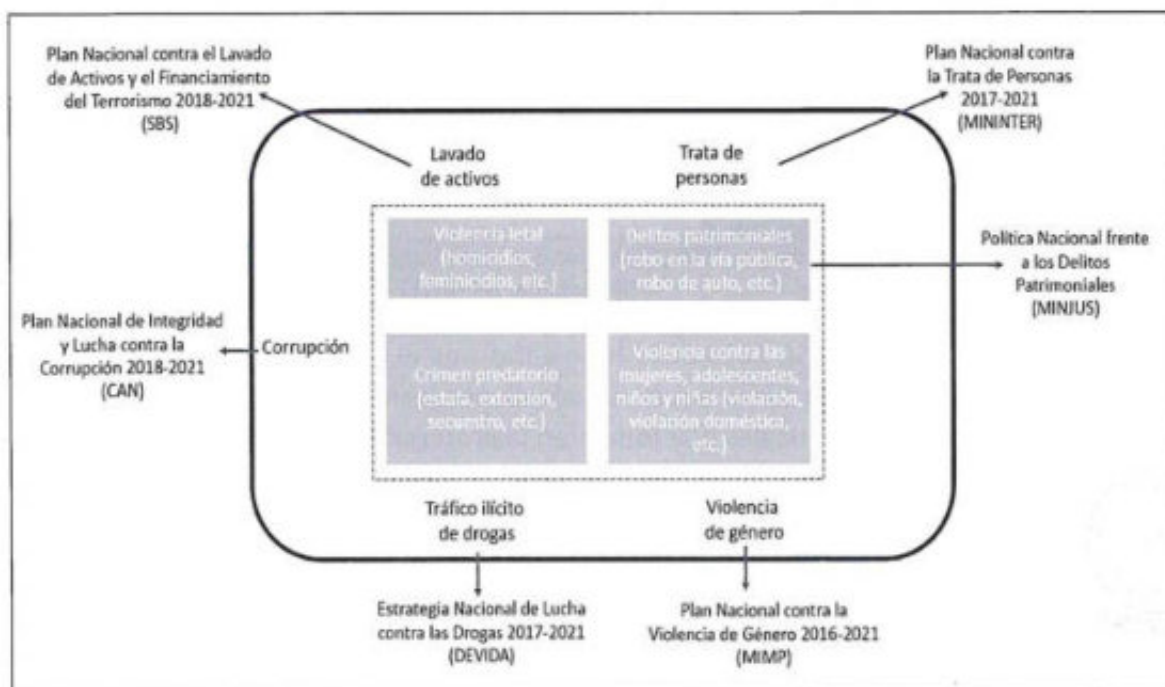 Plan Nacional contra el Lavado
de Activos y el Financiamiento
del Terrorismo 2018-2021
(SBS)
Plan Nacional contra
la Trata de Personas
2017-2021
(MININTER)
Lavado
de activos
Trata de
personas
Violencia letal
(homicidios,
feminicidios, etc.)
Delitos patrimoniales
(robo en la vía pública,
robo de auto, etc.)
Política Nacional frente
a los Delitos
Patrimoniales
(MINJUS)
Plan Nacional de Integridad
y Lucha contra la
Corrupción 2018-2021
(CAN)
Corrupción
Crimen predatorio
(estafa, extorsión,
secuestro, etc.)
Violencia contra las
mujeres, adolescentes,
niños y niñas (violación,
violación doméstica,
etc.)
Tráfico ilícito
de drogas
Violencia
de género
Estrategia Nacional de Lucha
contra las Drogas 2017-2021
(DEVIDA)
Plan Nacional contra la
Violencia de Género 2016-2021
(MIMP)